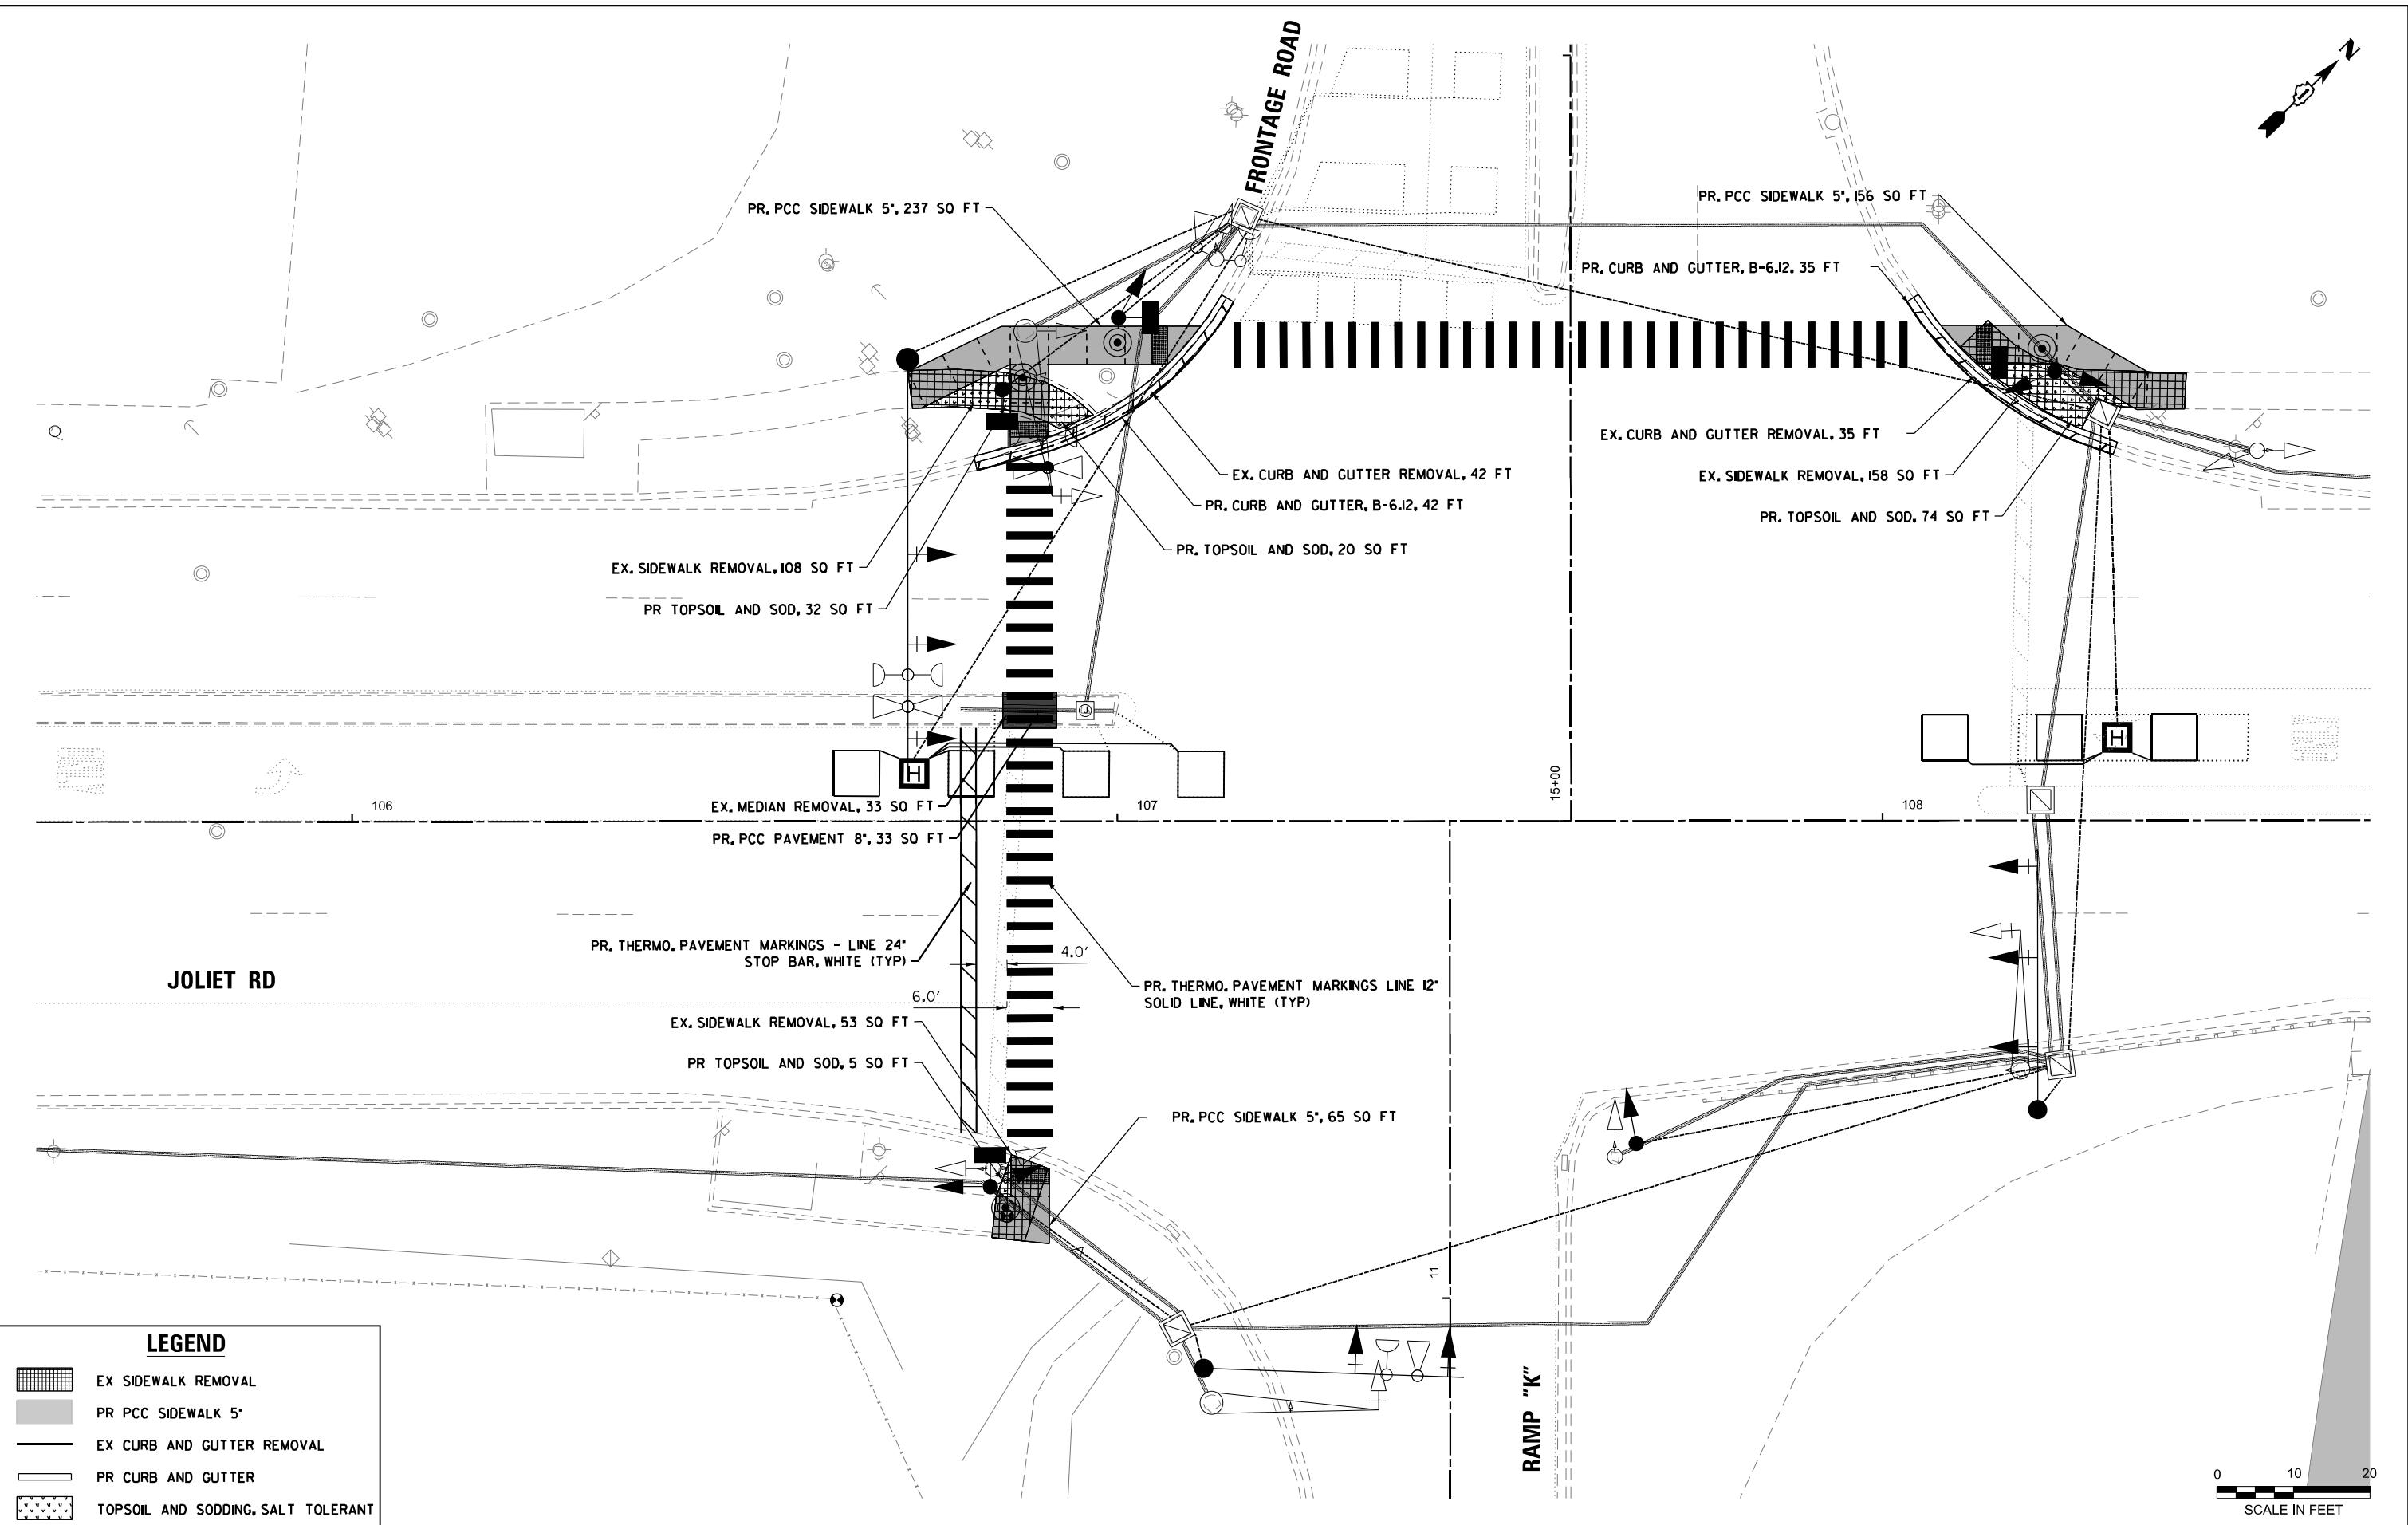 N
FRONTAGE ROAD
PR. PCC SIDEWALK 5", 237 SQ FT
PR. PCC SIDEWALK 5", 156 SQ FT
PR. CURB AND GUTTER, B-6.12, 35 FT
EX. CURB AND GUTTER REMOVAL, 35 FT
EX. CURB AND GUTTER REMOVAL, 42 FT
EX. SIDEWALK REMOVAL, 158 SQ FT
PR. CURB AND GUTTER, B-6.12, 42 FT
PR. TOPSOIL AND SOD, 74 SQ FT
PR. TOPSOIL AND SOD, 20 SQ FT
EX. SIDEWALK REMOVAL, 108 SQ FT
PR TOPSOIL AND SOD, 32 SQ FT
H
H
15+00
106
107
108
EX. MEDIAN REMOVAL, 33 SQ FT
PR. PCC PAVEMENT 8", 33 SQ FT
PR. THERMO. PAVEMENT MARKINGS - LINE 24"
STOP BAR, WHITE (TYP)
4.0'
JOLIET RD
PR. THERMO. PAVEMENT MARKINGS LINE 12"
SOLID LINE, WHITE (TYP)
6.0'
EX. SIDEWALK REMOVAL, 53 SQ FT
PR TOPSOIL AND SOD, 5 SQ FT
PR. PCC SIDEWALK 5", 65 SQ FT
11
RAMP "K"
LEGEND
EX SIDEWALK REMOVAL
PR PCC SIDEWALK 5"
EX CURB AND GUTTER REMOVAL
PR CURB AND GUTTER
TOPSOIL AND SODDING, SALT TOLERANT
0 10 20
SCALE IN FEET